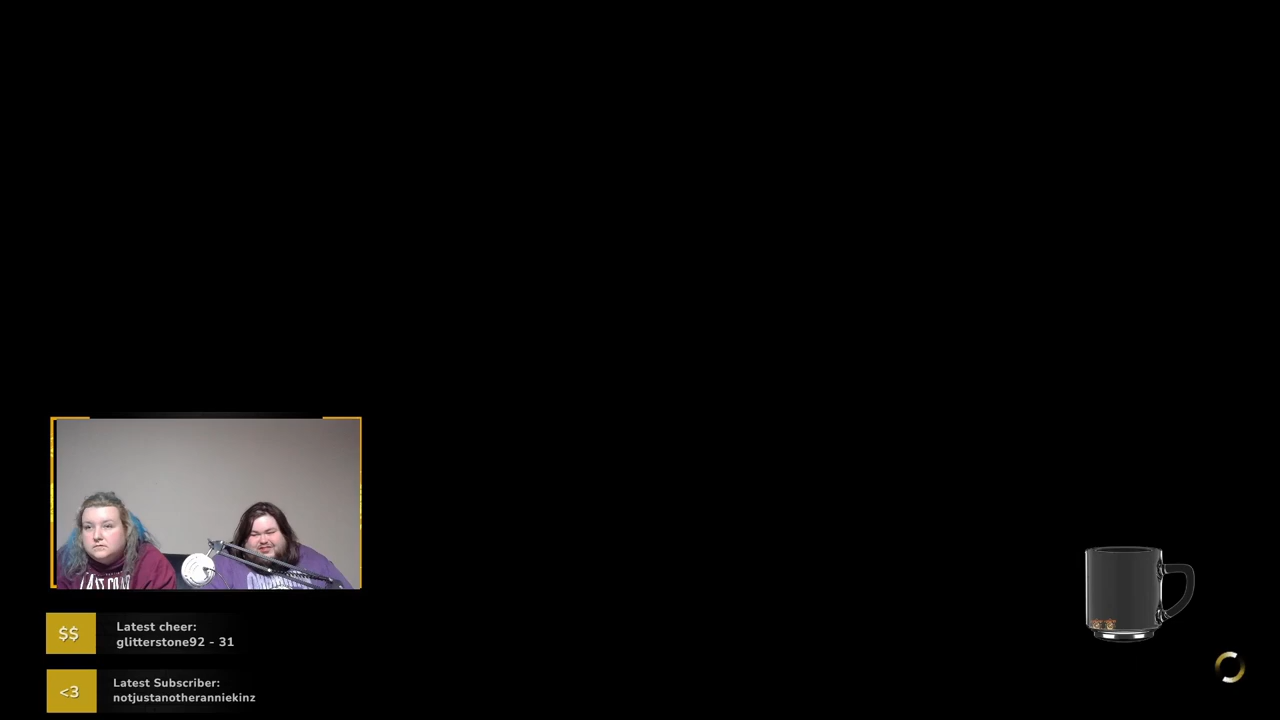 $$
Latest cheer:
glitterstone92 - 31
<3
Latest Subscriber:
notjustanotheranniekinz